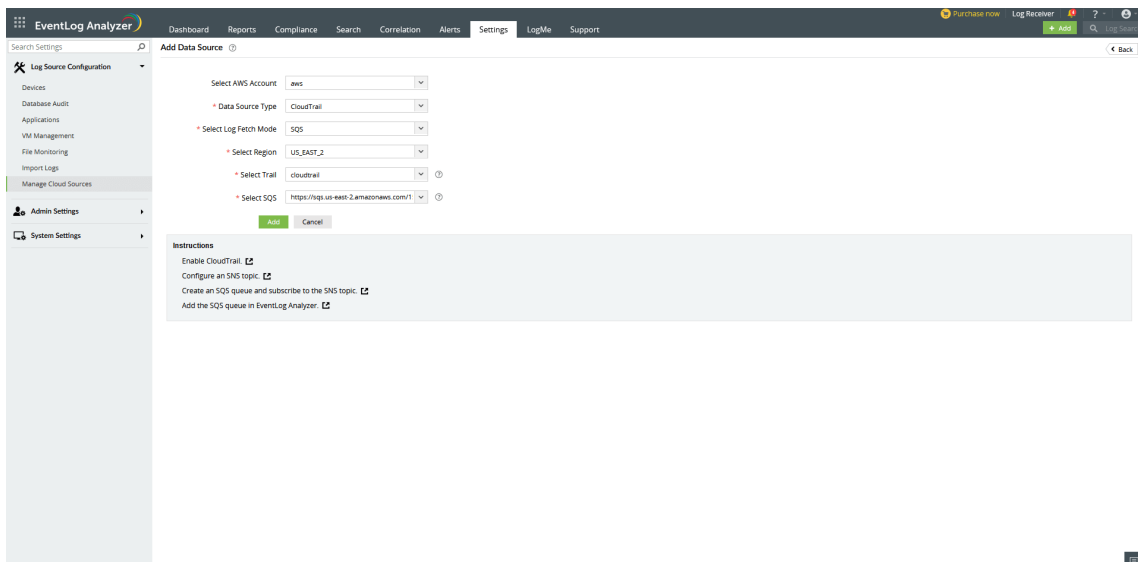 Purchase now Log Receiver ?
EventLog Analyzer
Dashboard Reports Compliance Search Correlation Alerts Settings LogMe Support
+ Add
Search Settings
Add Data Source ?
Back
Log Source Configuration
Devices
Database Audit
Applications
VM Management
File Monitoring
Import Logs
Manage Cloud Sources
Admin Settings
System Settings
Select AWS Account aws
* Data Source Type CloudTrail
* Select Log Fetch Mode SQS
* Select Region US_EAST_2
* Select Trail cloudtrail ?
* Select SQS https://sqs.us-east-2.amazonaws.com/1 ?
Add Cancel
Instructions
Enable CloudTrail.
Configure an SNS topic.
Create an SQS queue and subscribe to the SNS topic.
Add the SQS queue in EventLog Analyzer.